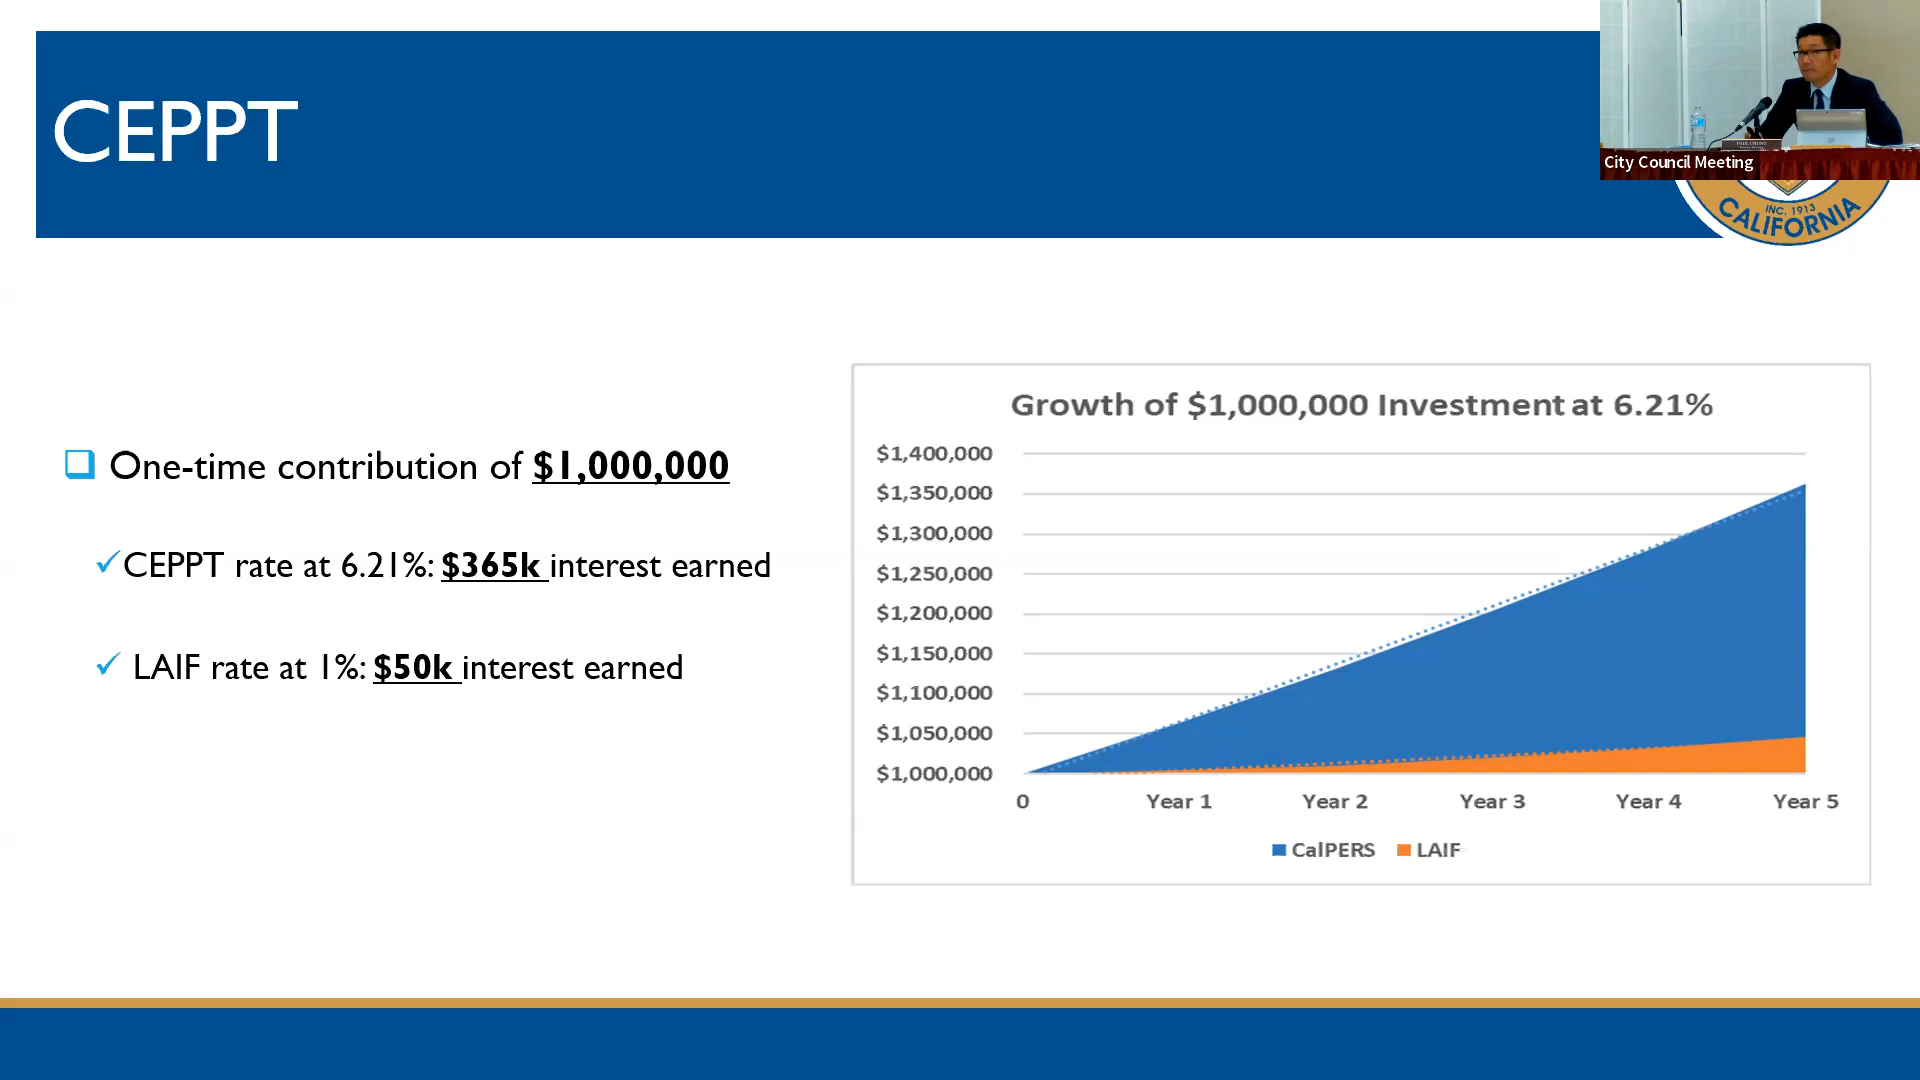 CEPPT
City Council Meeting
INC. 1913
CALIFORNIA
One-time contribution of $1,000,000
CEPPT rate at 6.21%: $365k interest earned
LAIF rate at 1%: $50k interest earned
Growth of $1,000,000 Investment at 6.21%
$1,400,000
$1,350,000
$1,300,000
$1,250,000
$1,200,000
$1,150,000
$1,100,000
$1,050,000
$1,000,000
0 Year 1 Year 2 Year 3 Year 4 Year 5
CalPERS LAIF